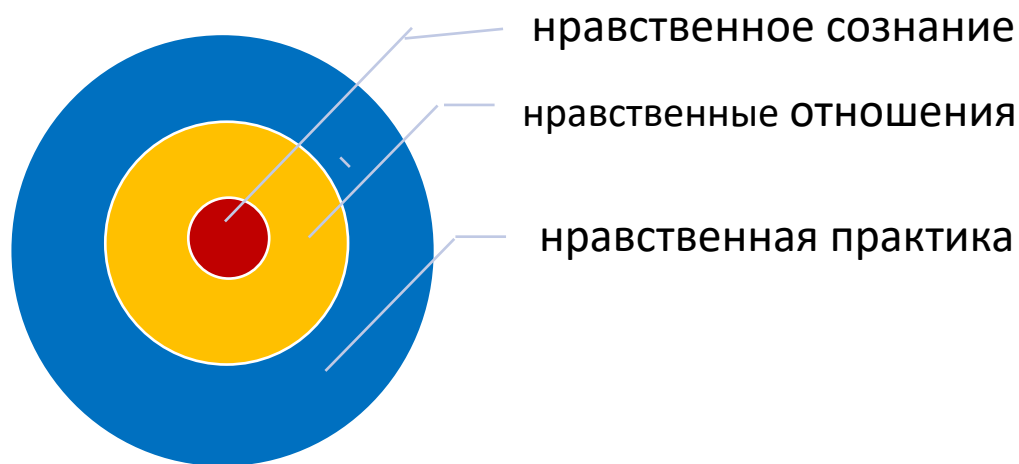 нравственное сознание
нравственные отношения
нравственная практика